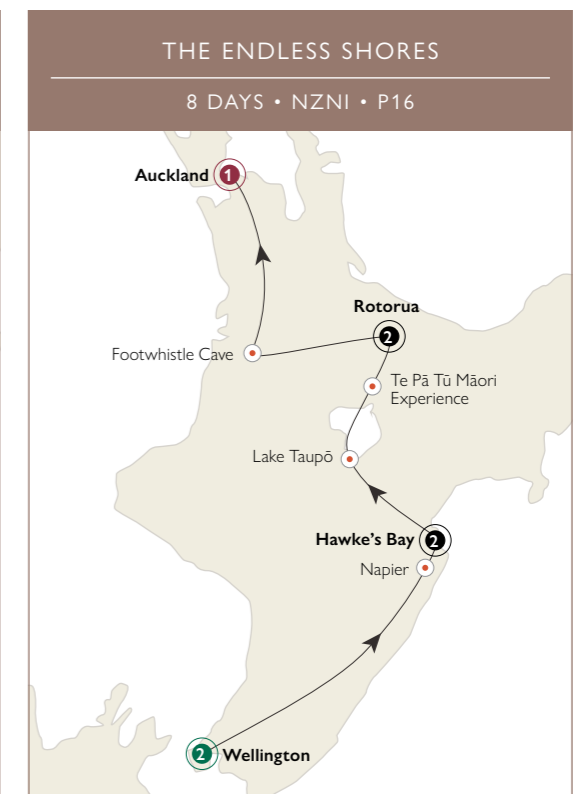 THE ENDLESS SHORES
8 DAYS • NZNI • P16
Auckland 1
Rotorua
2
Footwhistle Cave
Te Pā Tū Māori
Experience
Lake Taupō
Hawke's Bay 2
Napier
2 Wellington